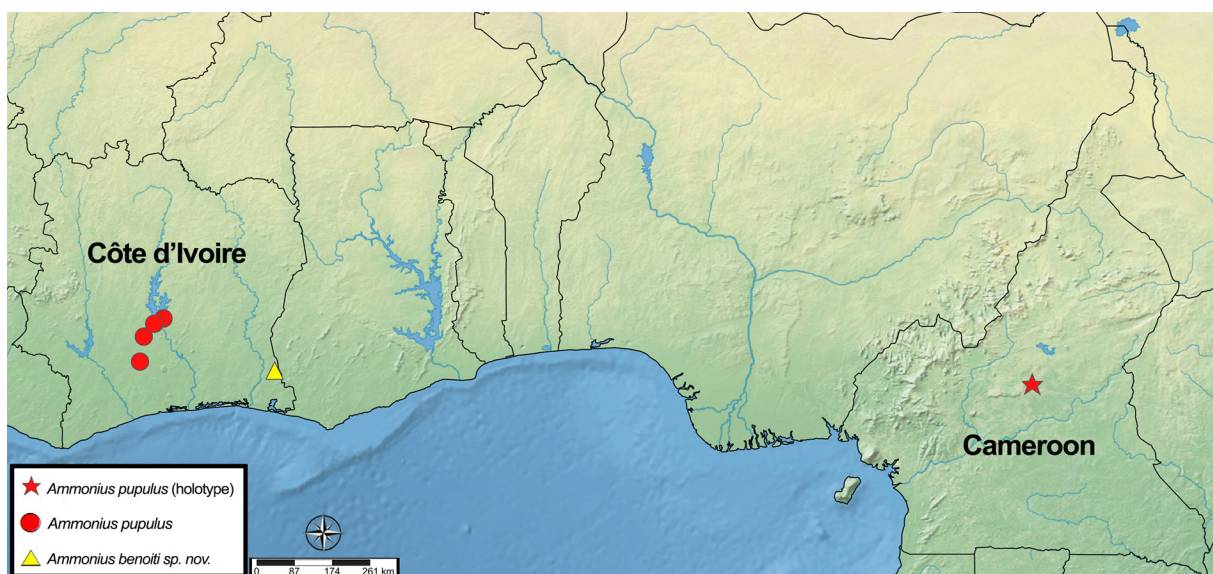 Côte d'Ivoire
Cameroon
Ammonius pupulus (holotype)
Ammonius pupulus
Ammonius benoiti sp. nov.
0 87 174 261 km